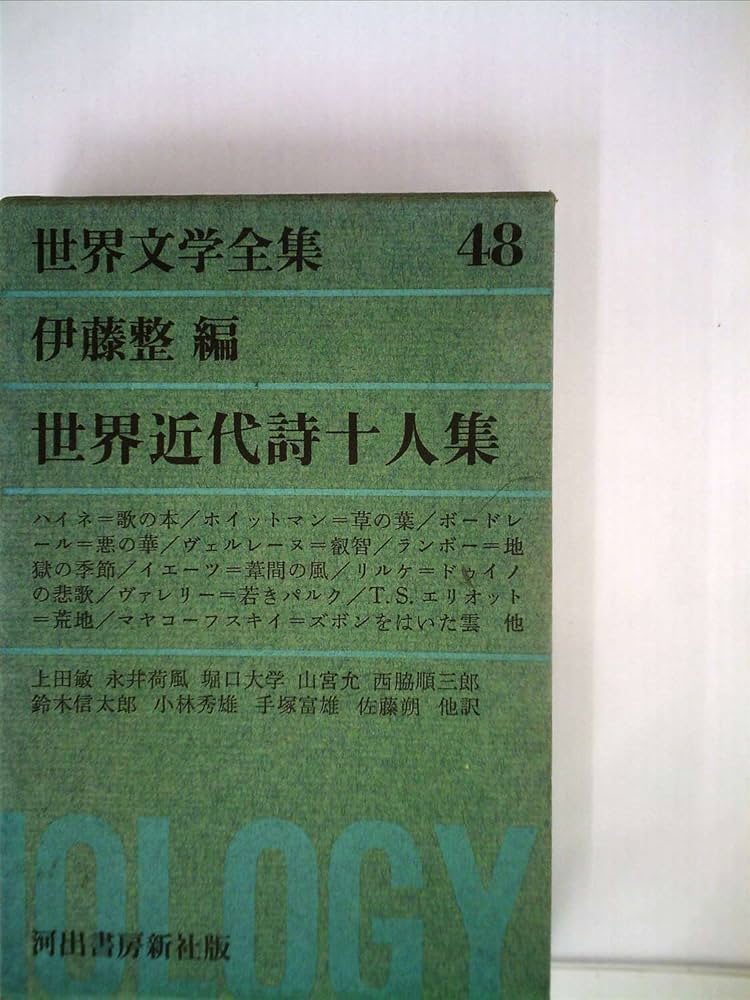 世界文学全集 48
伊藤整 編
世界近代詩十人集
ハイネ＝歌の本／ホイットマン＝草の葉／ボードレ
ール＝悪の華／ヴェルレーヌ＝叡智／ランボー＝地
獄の季節／イエーツ＝葦間の風／リルケ＝ドゥイノ
の悲歌／ヴァレリー＝若きパルク／T.S.エリオット
＝荒地／マヤコーフスキイ＝ズボンをはいた雲 他
上田敏 永井荷風 堀口大学 山宮允 西脇順三郎
鈴木信太郎 小林秀雄 手塚富雄 佐藤朔 他訳
OLOGY
河出書房新社版